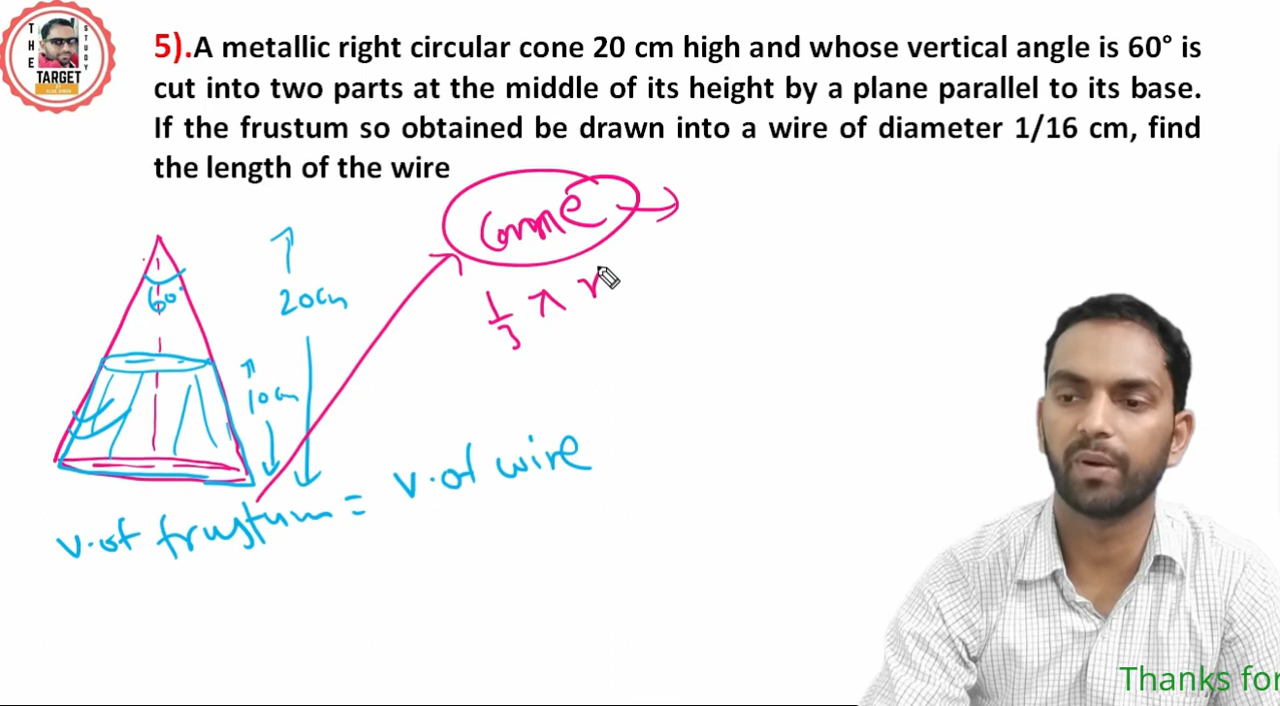 THE
STUDY
TARGET
5).A metallic right circular cone 20 cm high and whose vertical angle is 60° is
cut into two parts at the middle of its height by a plane parallel to its base.
If the frustum so obtained be drawn into a wire of diameter 1/16 cm, find
the length of the wire
Conne
1/3 π r
60°
20cm
10cm
v.of frustum = v.of wire
Thanks for